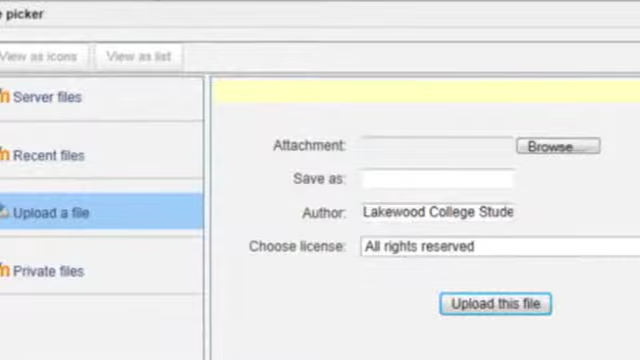 picker
View as icons
View as list
Server files
Recent files
Upload a file
Private files
Attachment:
Browse...
Save as:
Author:
Lakewood College Stude
Choose license:
All rights reserved
Upload this file